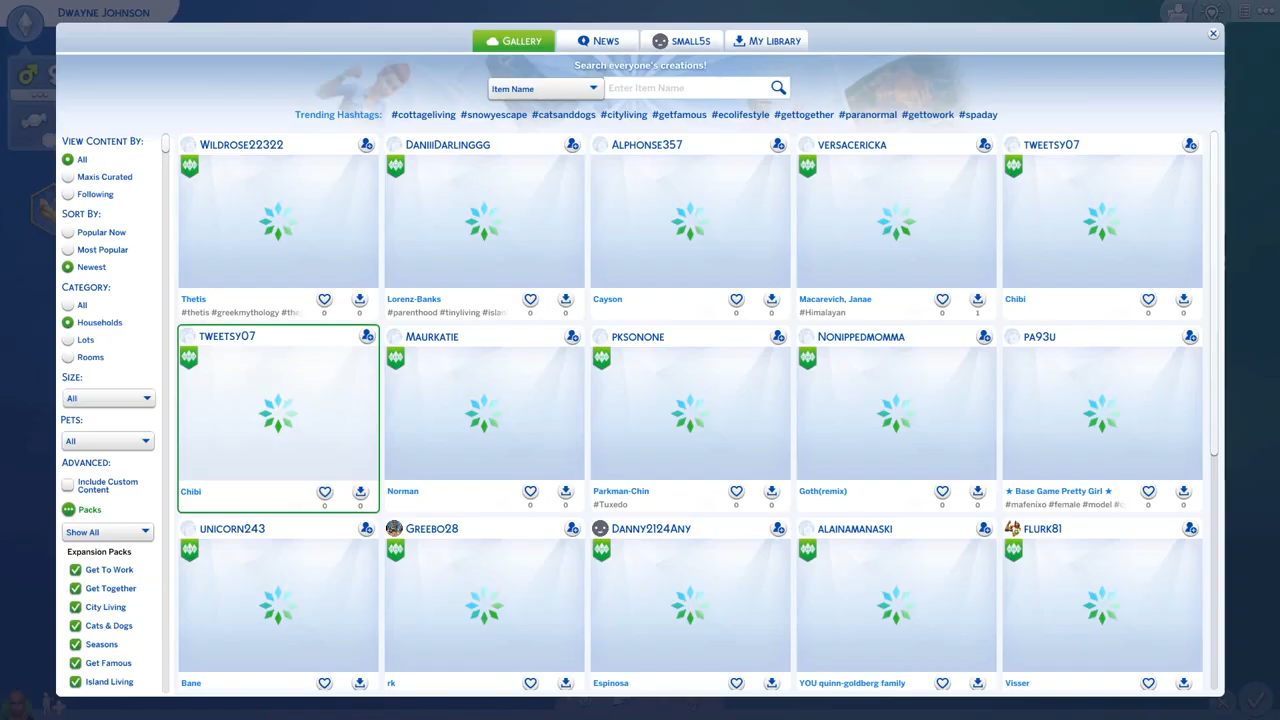 DWAYNE JOHNSON
GALLERY
NEWS
SMALL5S
MY LIBRARY
Search everyone's creations!
Item Name
Enter Item Name
Trending Hashtags: #cottageliving #snowyescape #catsanddogs #cityliving #getfamous #ecolifestyle #gettogether #paranormal #gettowork #spaday
VIEW CONTENT BY:
All
Maxis Curated
Following
SORT BY:
Popular Now
Most Popular
Newest
CATEGORY:
All
Households
Lots
Rooms
SIZE:
All
PETS:
All
ADVANCED:
Include Custom
Content
Packs
Show All
Expansion Packs
Get To Work
Get Together
City Living
Cats & Dogs
Seasons
Get Famous
Island Living
WILDROSE22322
DANIIIDARLINGGG
ALPHONSE357
VERSACERICKA
TWEETSY07
Thetis 0 0
#thetis #greekmythology #the
Lorenz-Banks 0 0
#parenthood #tinyliving #islan
Cayson 0 0
Macarevich, Janae 0 1
#Himalayan
Chibi 0 0
TWEETSY07
MAURKATIE
PKSONONE
NONIPPEDMOMMA
PA93U
Chibi 0 0
Norman 0 0
Parkman-Chin 0 0
#Tuxedo
Goth(remix) 0 0
★ Base Game Pretty Girl ★ 0 0
#mafenixo #female #model
UNICORN243
GREEBO28
DANNY2124ANY
ALAINAMANASKI
FLURK81
Bane
rk
Espinosa
YOU quinn-goldberg family
Visser